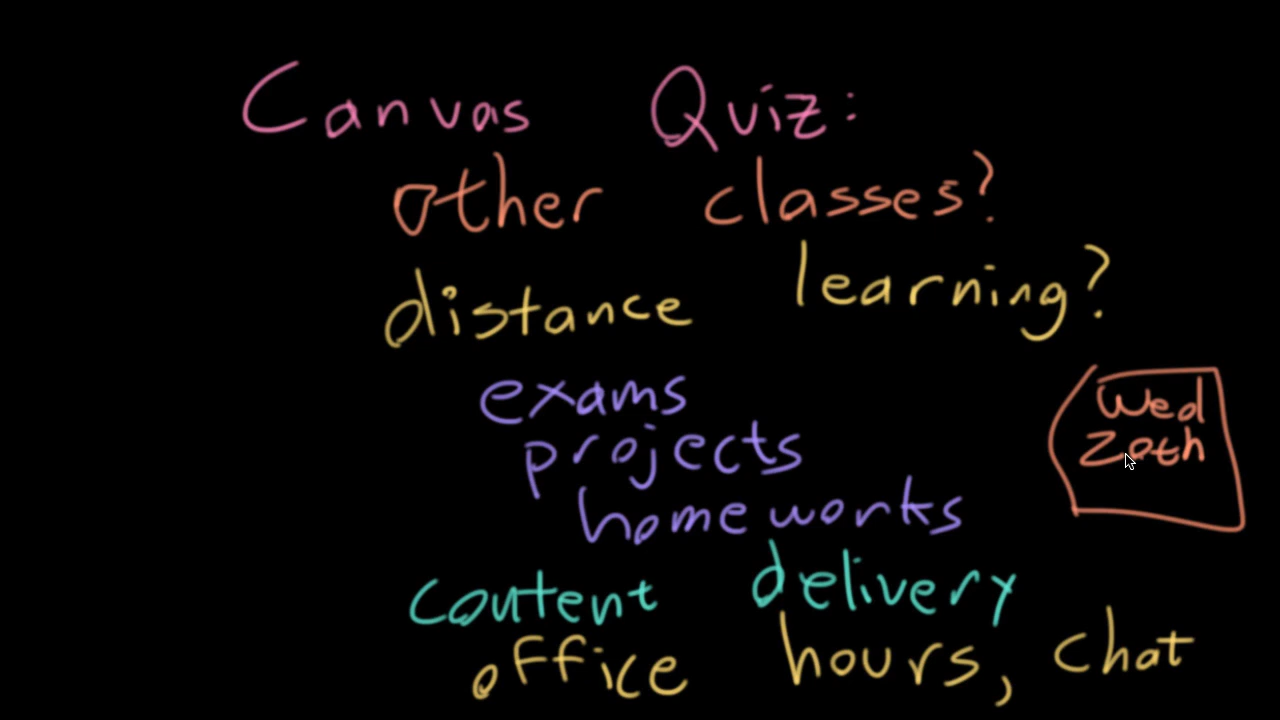 Canvas Quiz:
other classes?
distance learning?
exams
projects
homeworks
Wed
20th
content delivery
office hours, chat